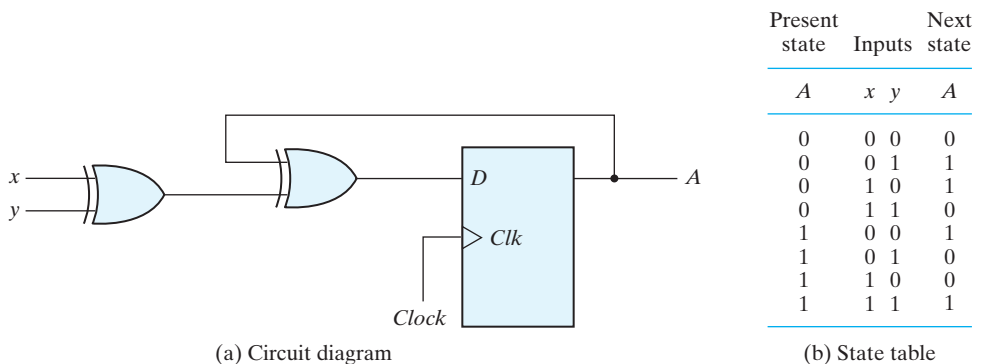 Present Next
state Inputs state
A x y A
0 0 0 0
0 0 1 1
0 1 0 1
0 1 1 0
1 0 0 1
1 0 1 0
1 1 0 0
1 1 1 1
x
y
D
A
Clk
Clock
(a) Circuit diagram
(b) State table